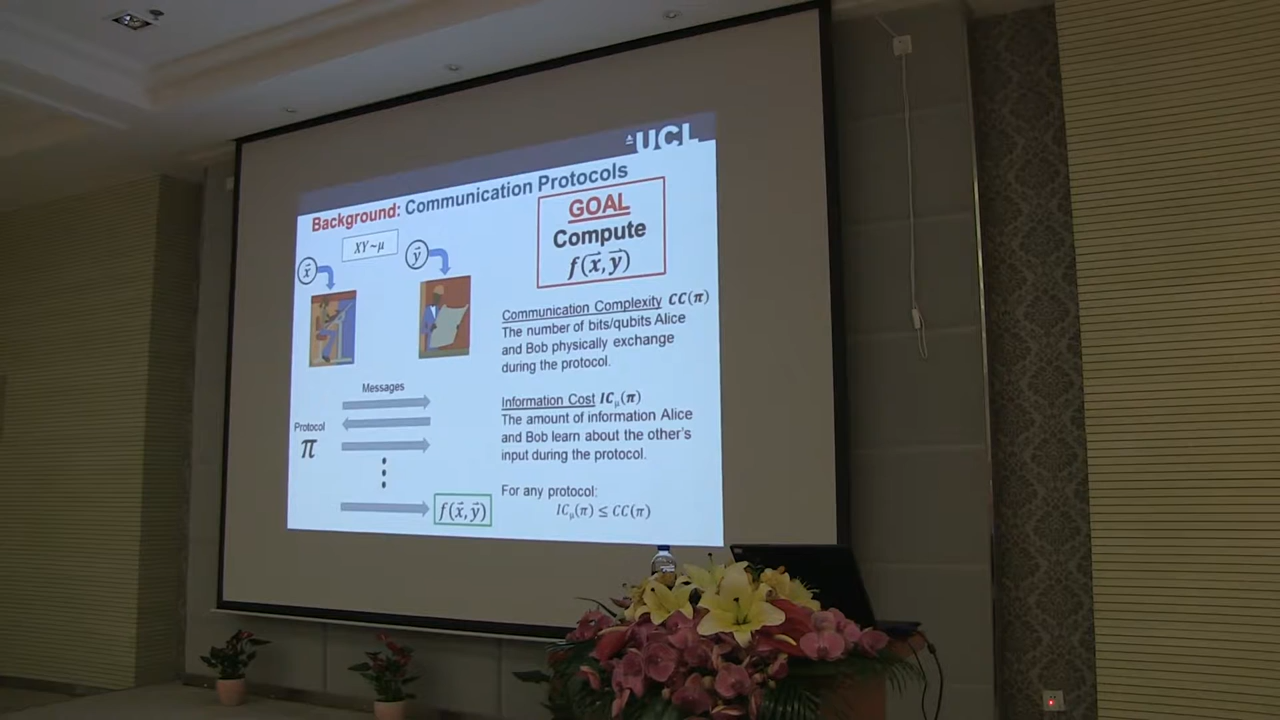 UCL
Background: Communication Protocols
XY~μ
x⃗
y⃗
GOAL
Compute
f(x⃗,y⃗)
Communication Complexity CC(π)
The number of bits/qubits Alice
and Bob physically exchange
during the protocol.
Messages
Protocol
π
Information Cost ICμ(π)
The amount of information Alice
and Bob learn about the other's
input during the protocol.
For any protocol:
ICμ(π) ≤ CC(π)
f(x⃗,y⃗)